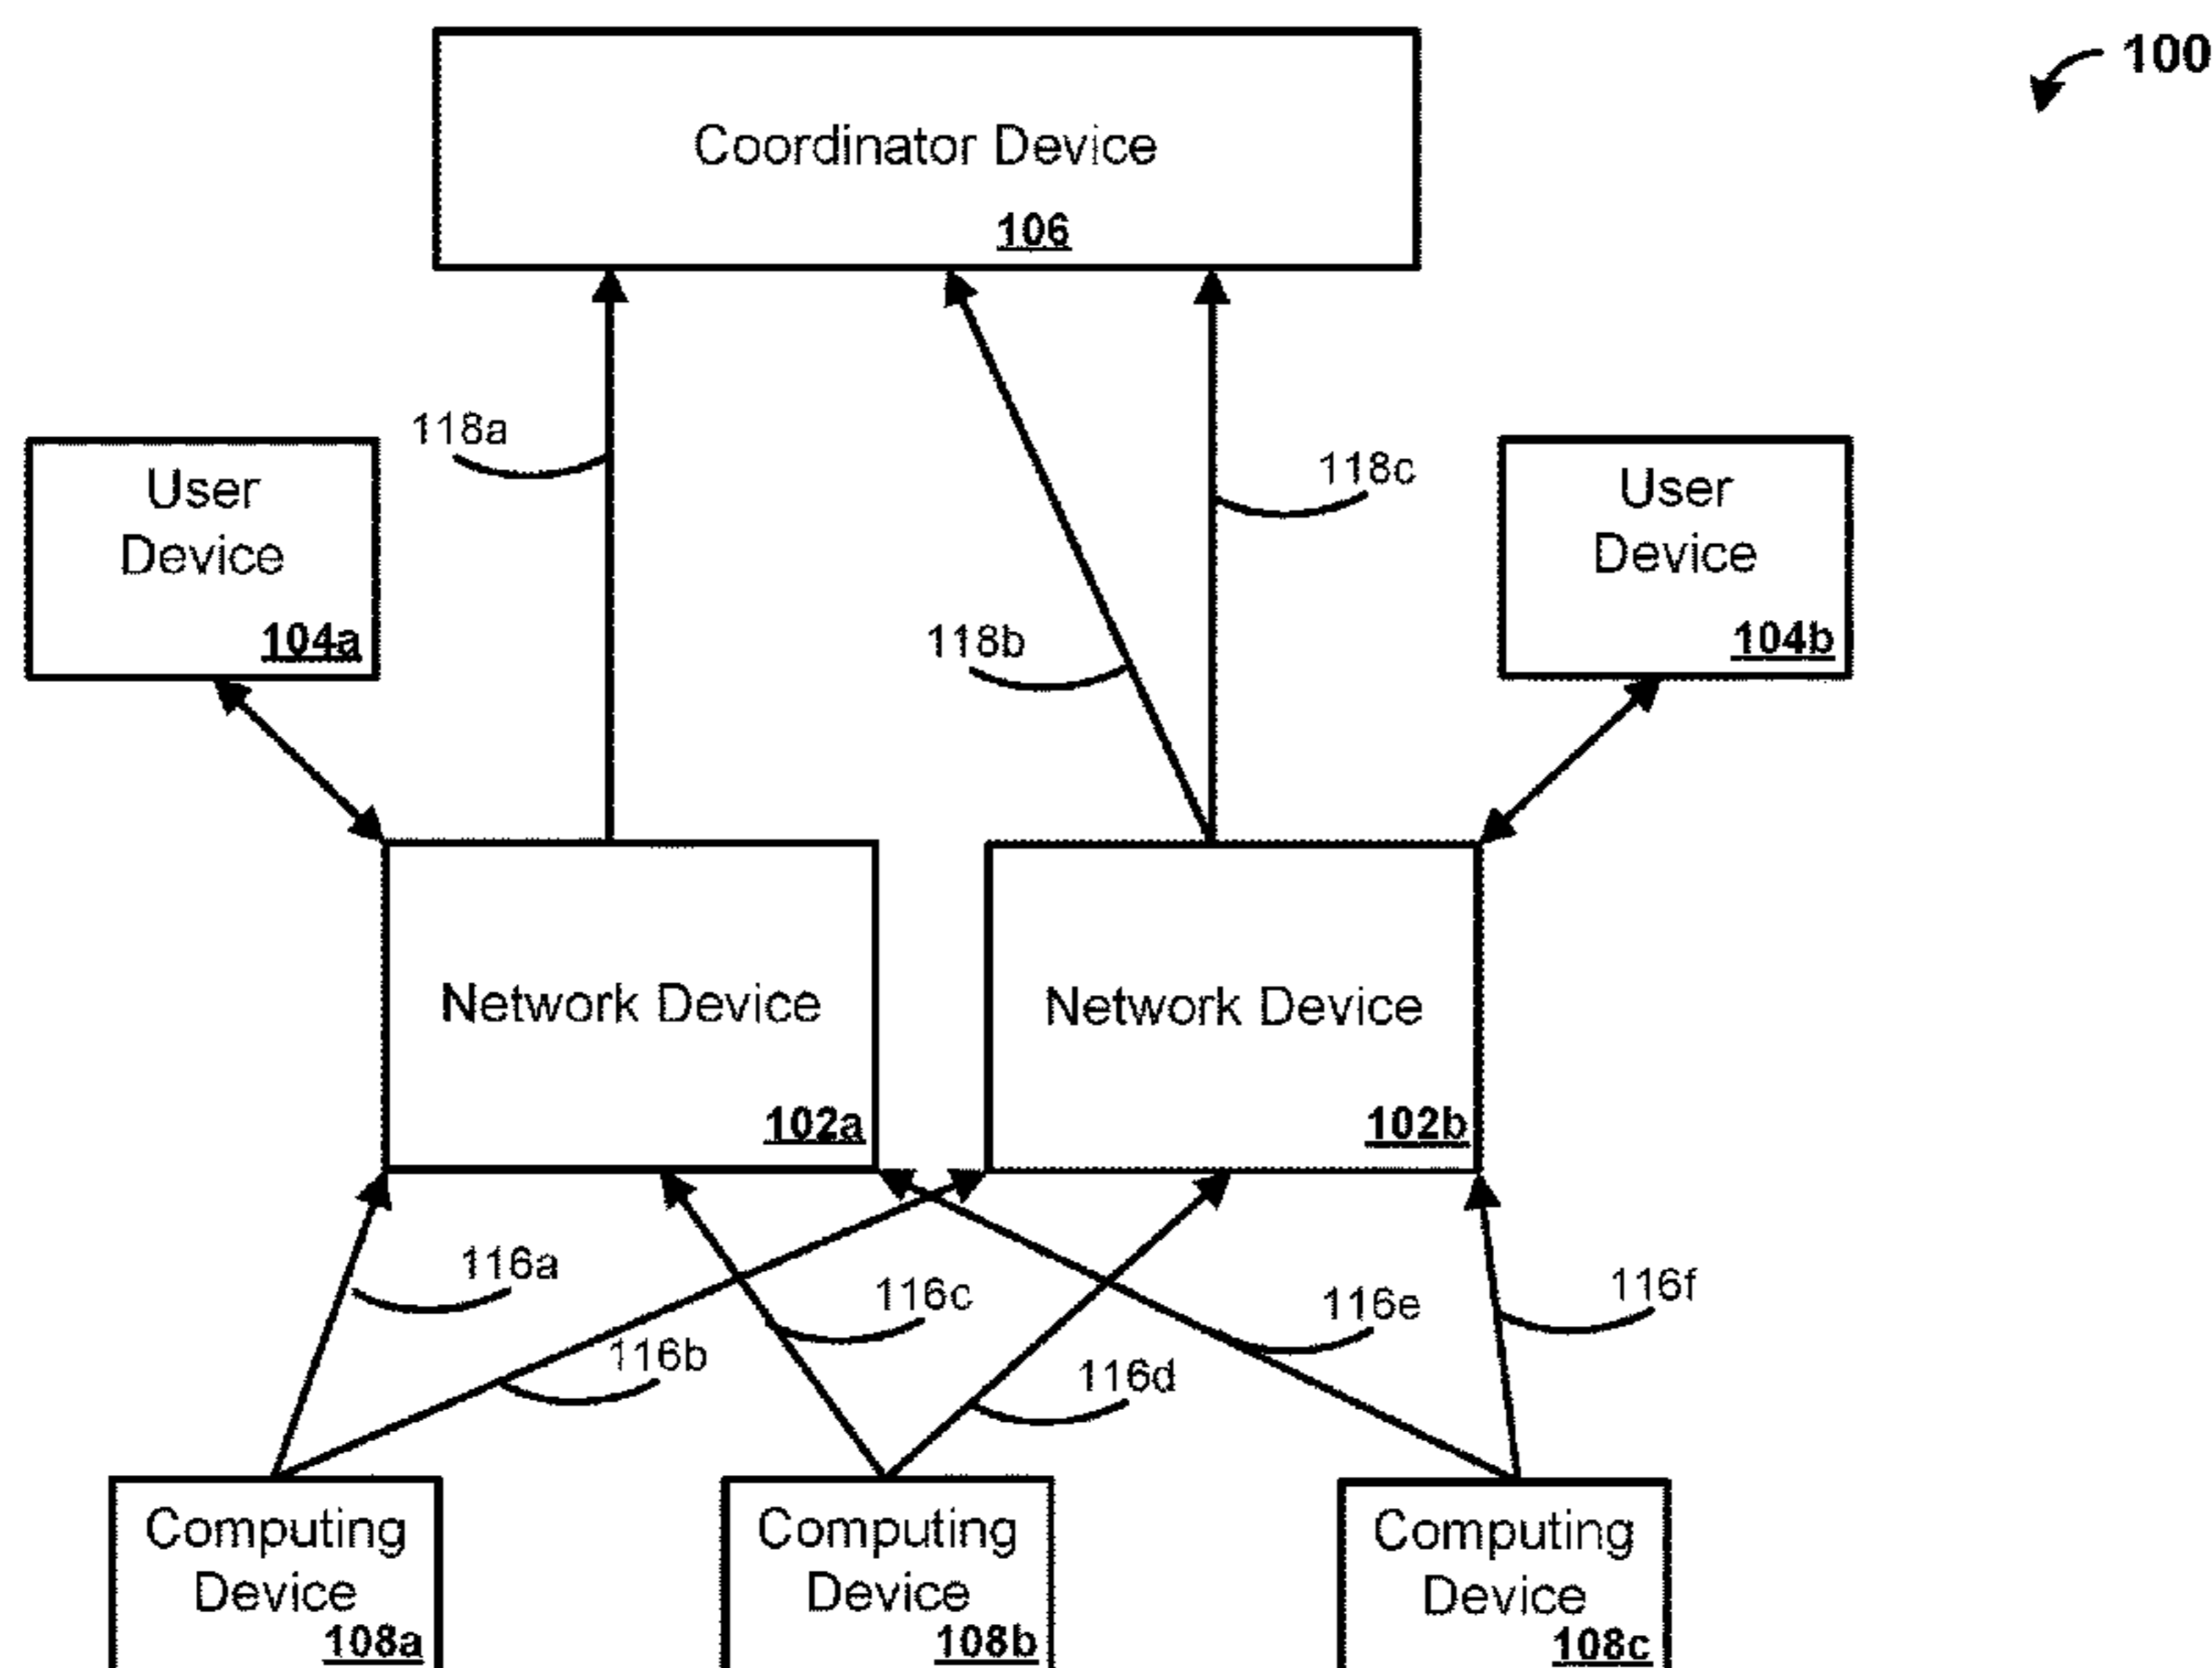 100
Coordinator Device
106
118a
118c
User
Device
104a
User
Device
104b
118b
Network Device
102a
Network Device
102b
116a
116c
116e
116f
116b
116d
Computing
Device
108a
Computing
Device
108b
Computing
Device
108c